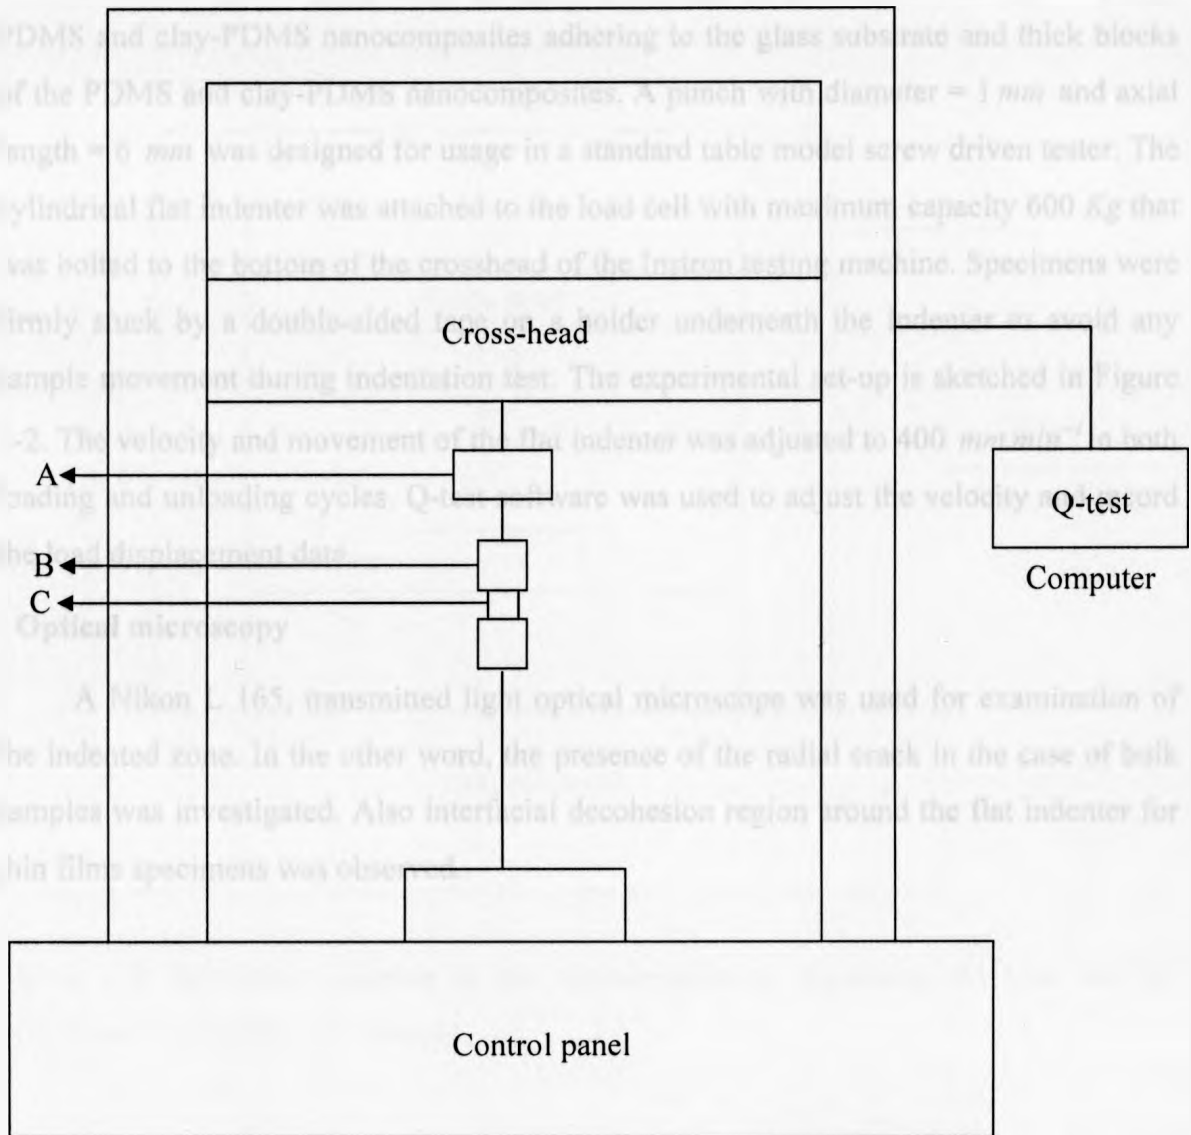 PDMS and clay-PDMS nanocomposites adhering to the glass substrate and thick blocks
of the PDMS and clay-PDMS nanocomposites. A punch with diameter = 1 mm and axial
length = 6 mm was designed for usage in a standard table model screw driven tester. The
cylindrical flat indenter was attached to the load cell with maximum capacity 600 Kg that
was bolted to the bottom of the crosshead of the Instron testing machine. Specimens were
firmly stuck by a double-sided tape on a holder underneath the indenter to avoid any
Cross-head
sample movement during indentation test. The experimental set-up is sketched in Figure
-2. The velocity and movement of the flat indenter was adjusted to 400 mm.min⁻¹ in both
A
loading and unloading cycles. Q-test software was used to adjust the velocity and record
Q-test
the load displacement data.
B
Computer
C
Optical microscopy
A Nikon L 165, transmitted light optical microscope was used for examination of
the indented zone. In the other word, the presence of the radial crack in the case of bulk
samples was investigated. Also interfacial decohesion region around the flat indenter for
thin films specimens was observed.
Control panel